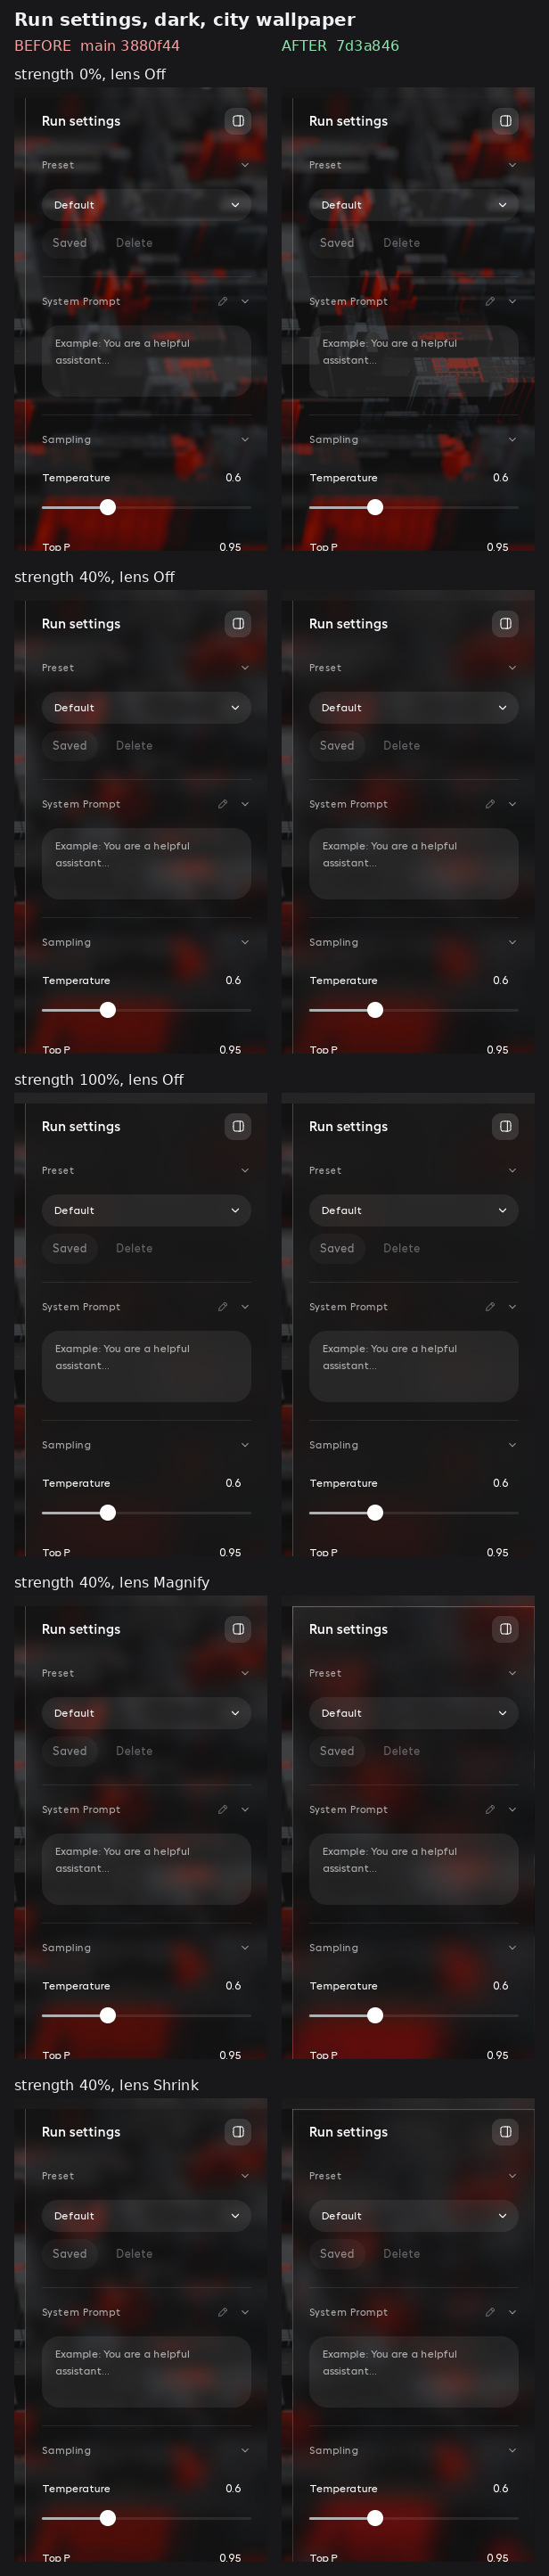 Run settings, dark, city wallpaper
BEFORE main 3880f44 AFTER 7d3a846
strength 0%, lens Off
Run settings Run settings
Preset Preset
Default Default
Saved Delete Saved Delete
System Prompt System Prompt
Example: You are a helpful Example: You are a helpful
assistant... assistant...
Sampling Sampling
Temperature 0.6 Temperature 0.6
Top P 0.95 Top P 0.95
strength 40%, lens Off
Run settings Run settings
Preset Preset
Default Default
Saved Delete Saved Delete
System Prompt System Prompt
Example: You are a helpful Example: You are a helpful
assistant... assistant...
Sampling Sampling
Temperature 0.6 Temperature 0.6
Top P 0.95 Top P 0.95
strength 100%, lens Off
Run settings Run settings
Preset Preset
Default Default
Saved Delete Saved Delete
System Prompt System Prompt
Example: You are a helpful Example: You are a helpful
assistant... assistant...
Sampling Sampling
Temperature 0.6 Temperature 0.6
Top P 0.95 Top P 0.95
strength 40%, lens Magnify
Run settings Run settings
Preset Preset
Default Default
Saved Delete Saved Delete
System Prompt System Prompt
Example: You are a helpful Example: You are a helpful
assistant... assistant...
Sampling Sampling
Temperature 0.6 Temperature 0.6
Top P 0.95 Top P 0.95
strength 40%, lens Shrink
Run settings Run settings
Preset Preset
Default Default
Saved Delete Saved Delete
System Prompt System Prompt
Example: You are a helpful Example: You are a helpful
assistant... assistant...
Sampling Sampling
Temperature 0.6 Temperature 0.6
Top P 0.95 Top P 0.95